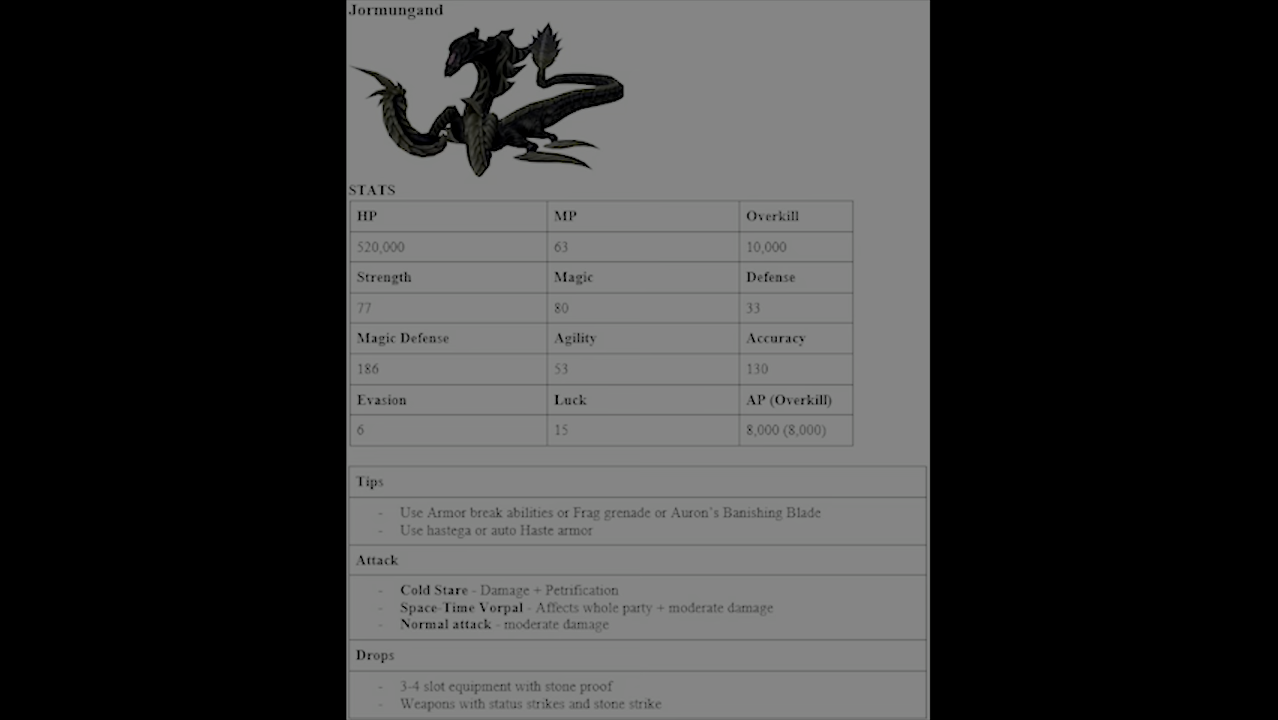 Jormungand
STATS
HP MP Overkill
520,000 63 10,000
Strength Magic Defense
77 80 33
Magic Defense Agility Accuracy
186 53 130
Evasion Luck AP (Overkill)
6 15 8,000 (8,000)
Tips
- Use Armor break abilities or Frag grenade or Auron's Banishing Blade
- Use hastega or auto Haste armor
Attack
- Cold Stare - Damage + Petrification
- Space-Time Vorpal - Affects whole party + moderate damage
- Normal attack - moderate damage
Drops
- 3-4 slot equipment with stone proof
- Weapons with status strikes and stone strike